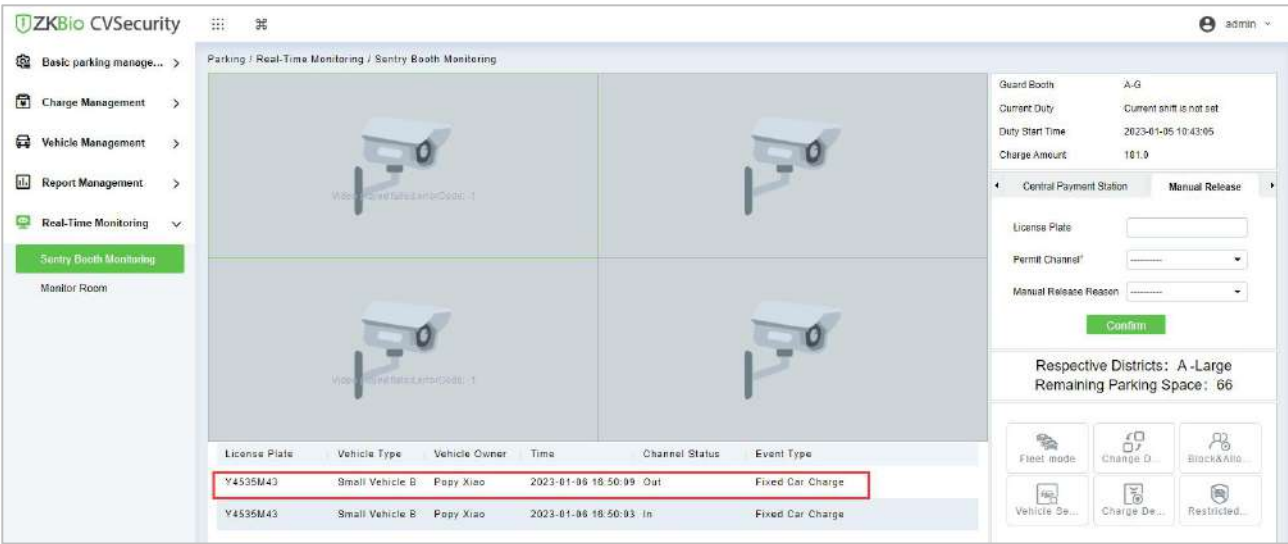 ZKBio CVSecurity
admin
Basic parking manage...
Charge Management
Vehicle Management
Report Management
Real-Time Monitoring
Sentry Booth Monitoring
Monitor Room
Parking / Real-Time Monitoring / Sentry Booth Monitoring
Guard Booth A-G
Current Duty Current shift is not set
Duty Start Time 2023-01-05 10:43:05
Charge Amount 181.0
Central Payment Station Manual Release
License Plate
Permit Channel* ----------
Manual Release Reason ----------
Confirm
Respective Districts: A -Large
Remaining Parking Space: 66
Fleet mode Change D... Block&Allo...
Vehicle Se... Charge De... Restricted...
License Plate Vehicle Type Vehicle Owner Time Channel Status Event Type
Y4535M43 Small Vehicle B Popy Xiao 2023-01-06 16:50:09 Out Fixed Car Charge
Y4535M43 Small Vehicle B Popy Xiao 2023-01-06 16:50:03 In Fixed Car Charge